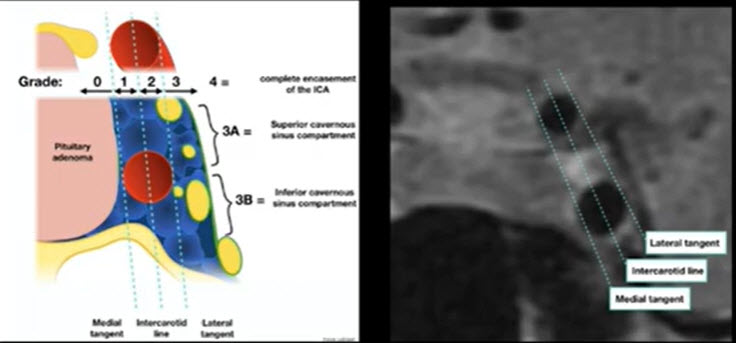 Grade: 0 1 2 3 4 = complete encasement
of the ICA
3A = Superior cavernous
sinus compartment
Pituitary
adenoma
3B = Inferior cavernous
sinus compartment
Medial
tangent
Intercarotid
line
Lateral
tangent
Lateral tangent
Intercarotid line
Medial tangent